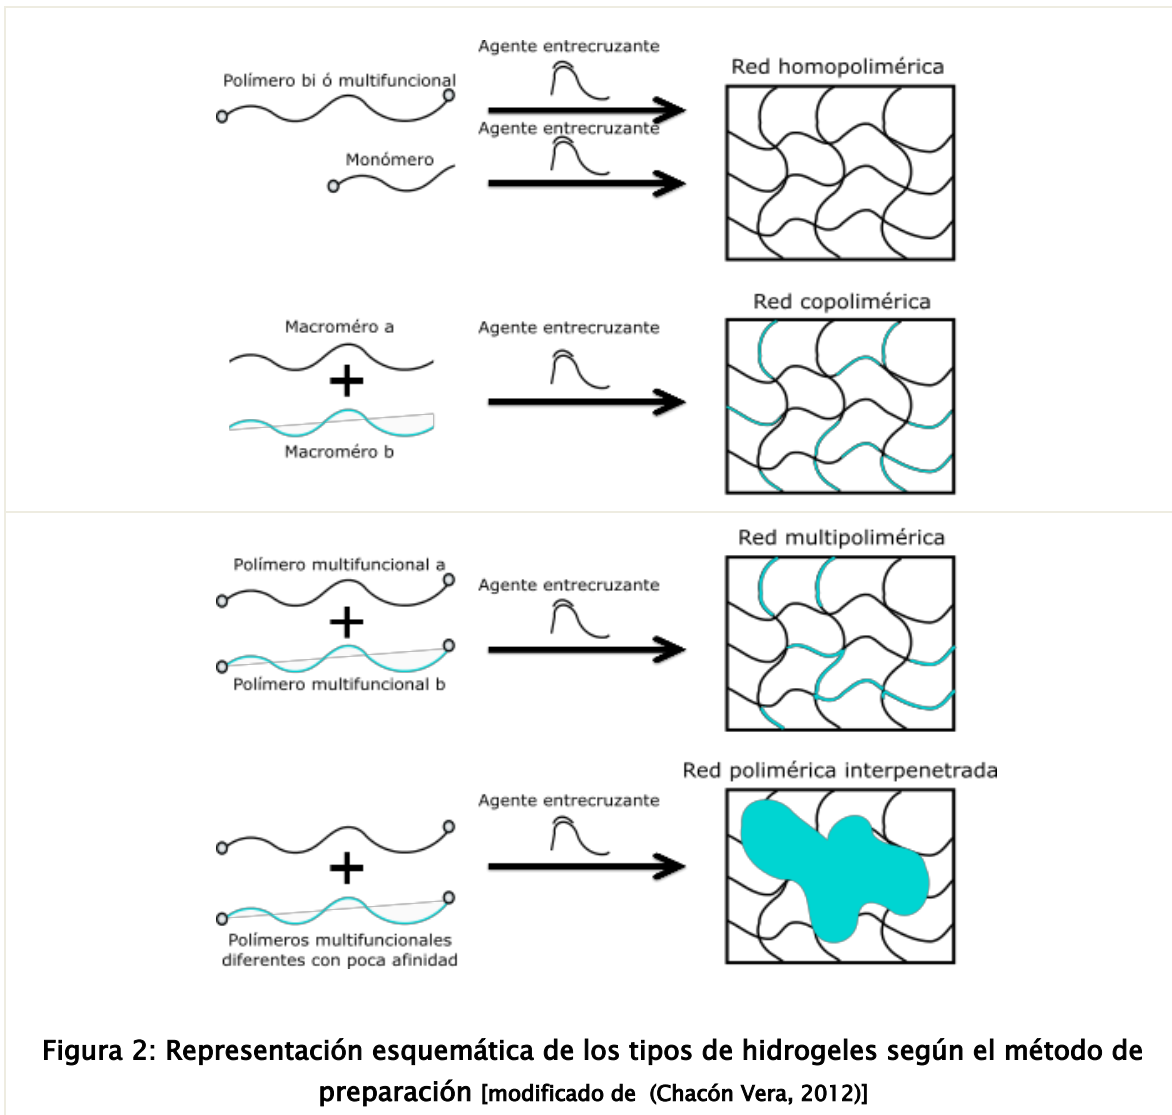 Agente entrecruzante
Polímero bi ó multifuncional
Red homopolimérica
Agente entrecruzante
Monómero
Red copolimérica
Macroméro a
Agente entrecruzante
+
Macroméro b
Red multipolimérica
Polímero multifuncional a
Agente entrecruzante
+
Polímero multifuncional b
Red polimérica interpenetrada
Agente entrecruzante
+
Polímeros multifuncionales
diferentes con poca afinidad
Figura 2: Representación esquemática de los tipos de hidrogeles según el método de
preparación [modificado de (Chacón Vera, 2012)]